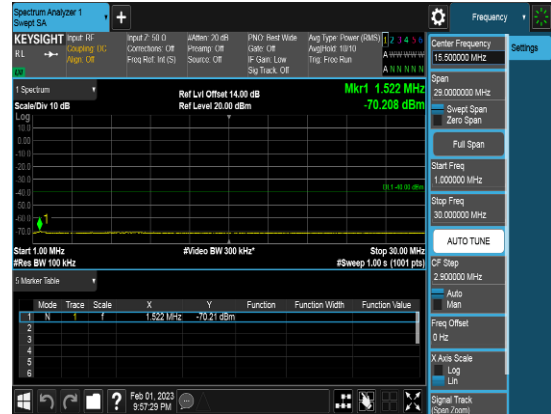 Spectrum Analyzer 1
Swept SA
+
Frequency
KEYSIGHT
RL
Input: RF
Coupling: DC
Align: Off
Input Z: 50 Ω
Corrections: Off
Freq Ref: Int (S)
#Atten: 20 dB
Preamp: Off
Source: Off
PNO: Best Wide
Gate: Off
IF Gain: Low
Sig Track: Off
Avg Type: Power (RMS)
Avg|Hold: 10/10
Trig: Free Run
1 2 3 4 5 6
A W W W W W
A N N N N N
1 Spectrum
Scale/Div 10 dB
Ref Lvl Offset 14.00 dB
Ref Level 20.00 dBm
Mkr1 1.522 MHz
-70.208 dBm
Log
10.0
0.00
-10.0
-20.0
-30.0
-40.0
-50.0
-60.0
-70.0
DL1 -40.00 dBm
1
Start 1.00 MHz
#Res BW 100 kHz
#Video BW 300 kHz*
Stop 30.00 MHz
#Sweep 1.00 s (1001 pts)
5 Marker Table
Mode Trace Scale X Y Function Function Width Function Value
1 N 1 f 1.522 MHz -70.21 dBm
2
3
4
5
6
Feb 01, 2023
9:57:29 PM
Center Frequency
15.500000 MHz
Settings
Span
29.0000000 MHz
Swept Span
Zero Span
Full Span
Start Freq
1.000000 MHz
Stop Freq
30.000000 MHz
AUTO TUNE
CF Step
2.900000 MHz
Auto
Man
Freq Offset
0 Hz
X Axis Scale
Log
Lin
Signal Track
(Span Zoom)